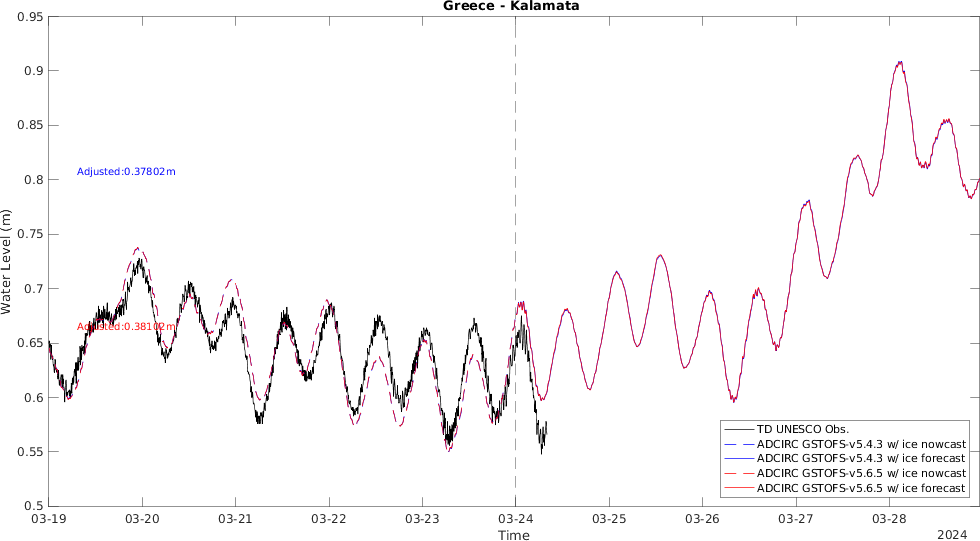 Greece - Kalamata
0.95
0.9
0.85
0.8
0.75
0.7
0.65
0.6
0.55
0.5
Water Level (m)
Adjusted:0.37802m
Adjusted:0.38102m
TD UNESCO Obs.
ADCIRC GSTOFS-v5.4.3 w/ ice nowcast
ADCIRC GSTOFS-v5.4.3 w/ ice forecast
ADCIRC GSTOFS-v5.6.5 w/ ice nowcast
ADCIRC GSTOFS-v5.6.5 w/ ice forecast
03-19 03-20 03-21 03-22 03-23 03-24 03-25 03-26 03-27 03-28
Time
2024